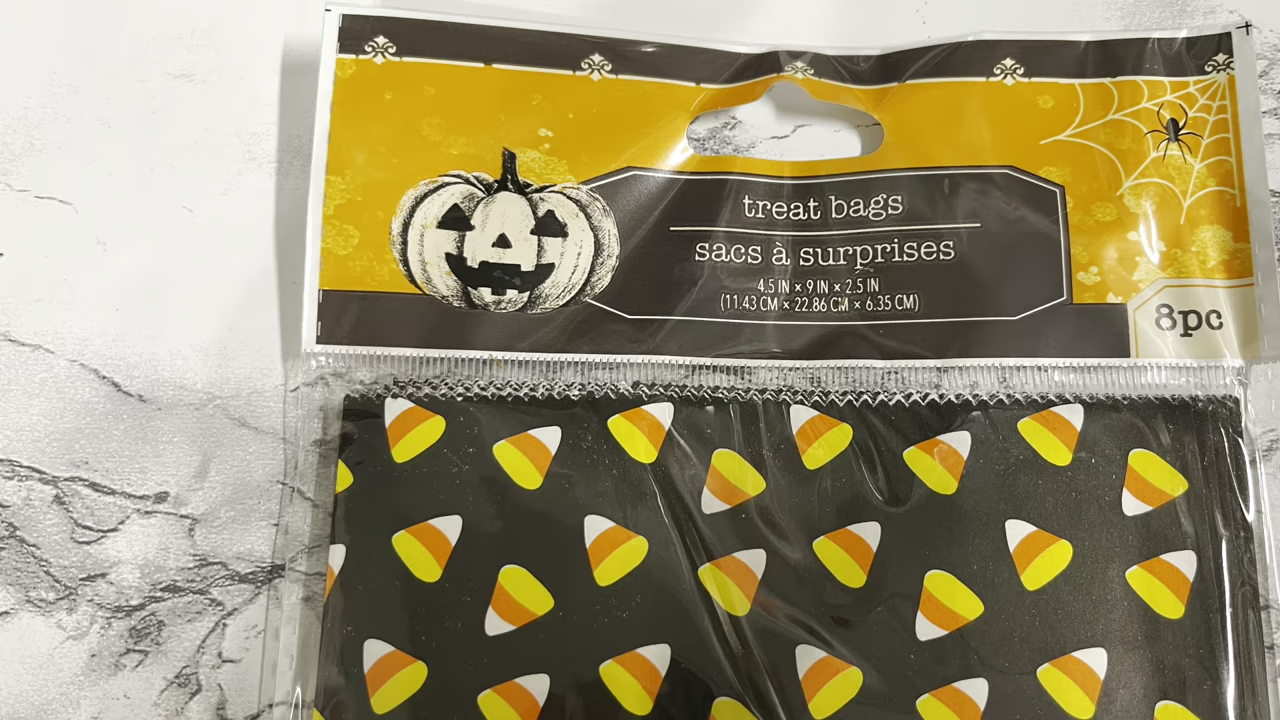 treat bags
sacs à surprises
4.5 IN × 9 IN × 2.5 IN
(11.43 CM × 22.86 CM × 6.35 CM)
8pc